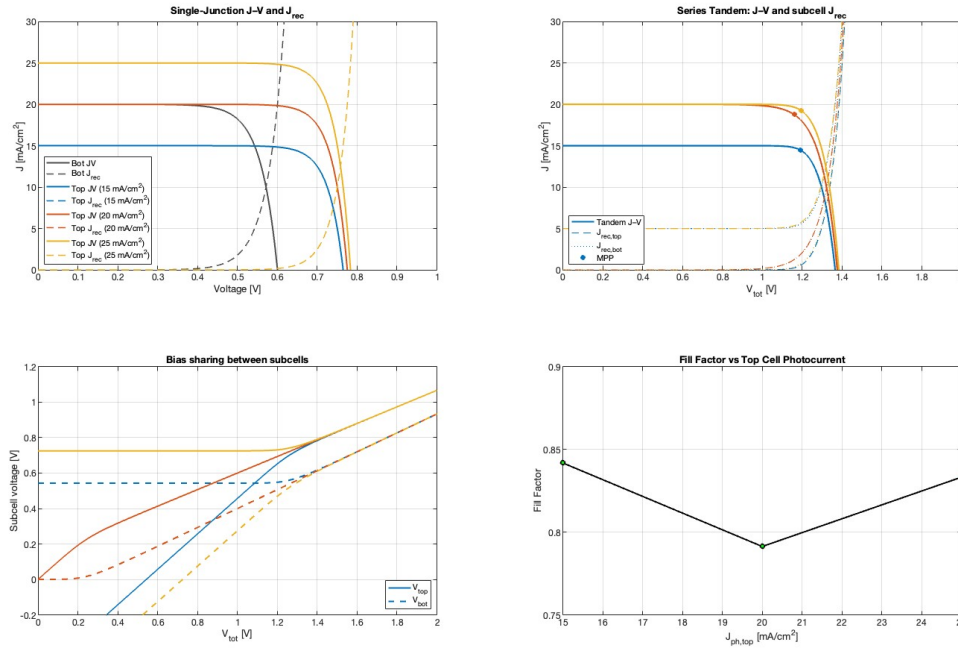 Single-Junction J-V and J_rec
30
25
20
15
10
5
0
J [mA/cm²]
Bot JV
Bot J_rec
Top JV (15 mA/cm²)
Top J_rec (15 mA/cm²)
Top JV (20 mA/cm²)
Top J_rec (20 mA/cm²)
Top JV (25 mA/cm²)
Top J_rec (25 mA/cm²)
0 0.1 0.2 0.3 0.4 0.5 0.6 0.7 0.8 0.9 1
Voltage [V]
Series Tandem: J-V and subcell J_rec
30
25
20
15
10
5
0
J [mA/cm²]
Tandem J-V
J_rec,top
J_rec,bot
MPP
0 0.2 0.4 0.6 0.8 1 1.2 1.4 1.6 1.8
V_tot [V]
Bias sharing between subcells
1.2
1
0.8
0.6
0.4
0.2
0
-0.2
Subcell voltage [V]
V_top
V_bot
0 0.2 0.4 0.6 0.8 1 1.2 1.4 1.6 1.8 2
V_tot [V]
Fill Factor vs Top Cell Photocurrent
0.9
0.85
0.8
0.75
Fill Factor
15 16 17 18 19 20 21 22 23 24
J_ph,top [mA/cm²]